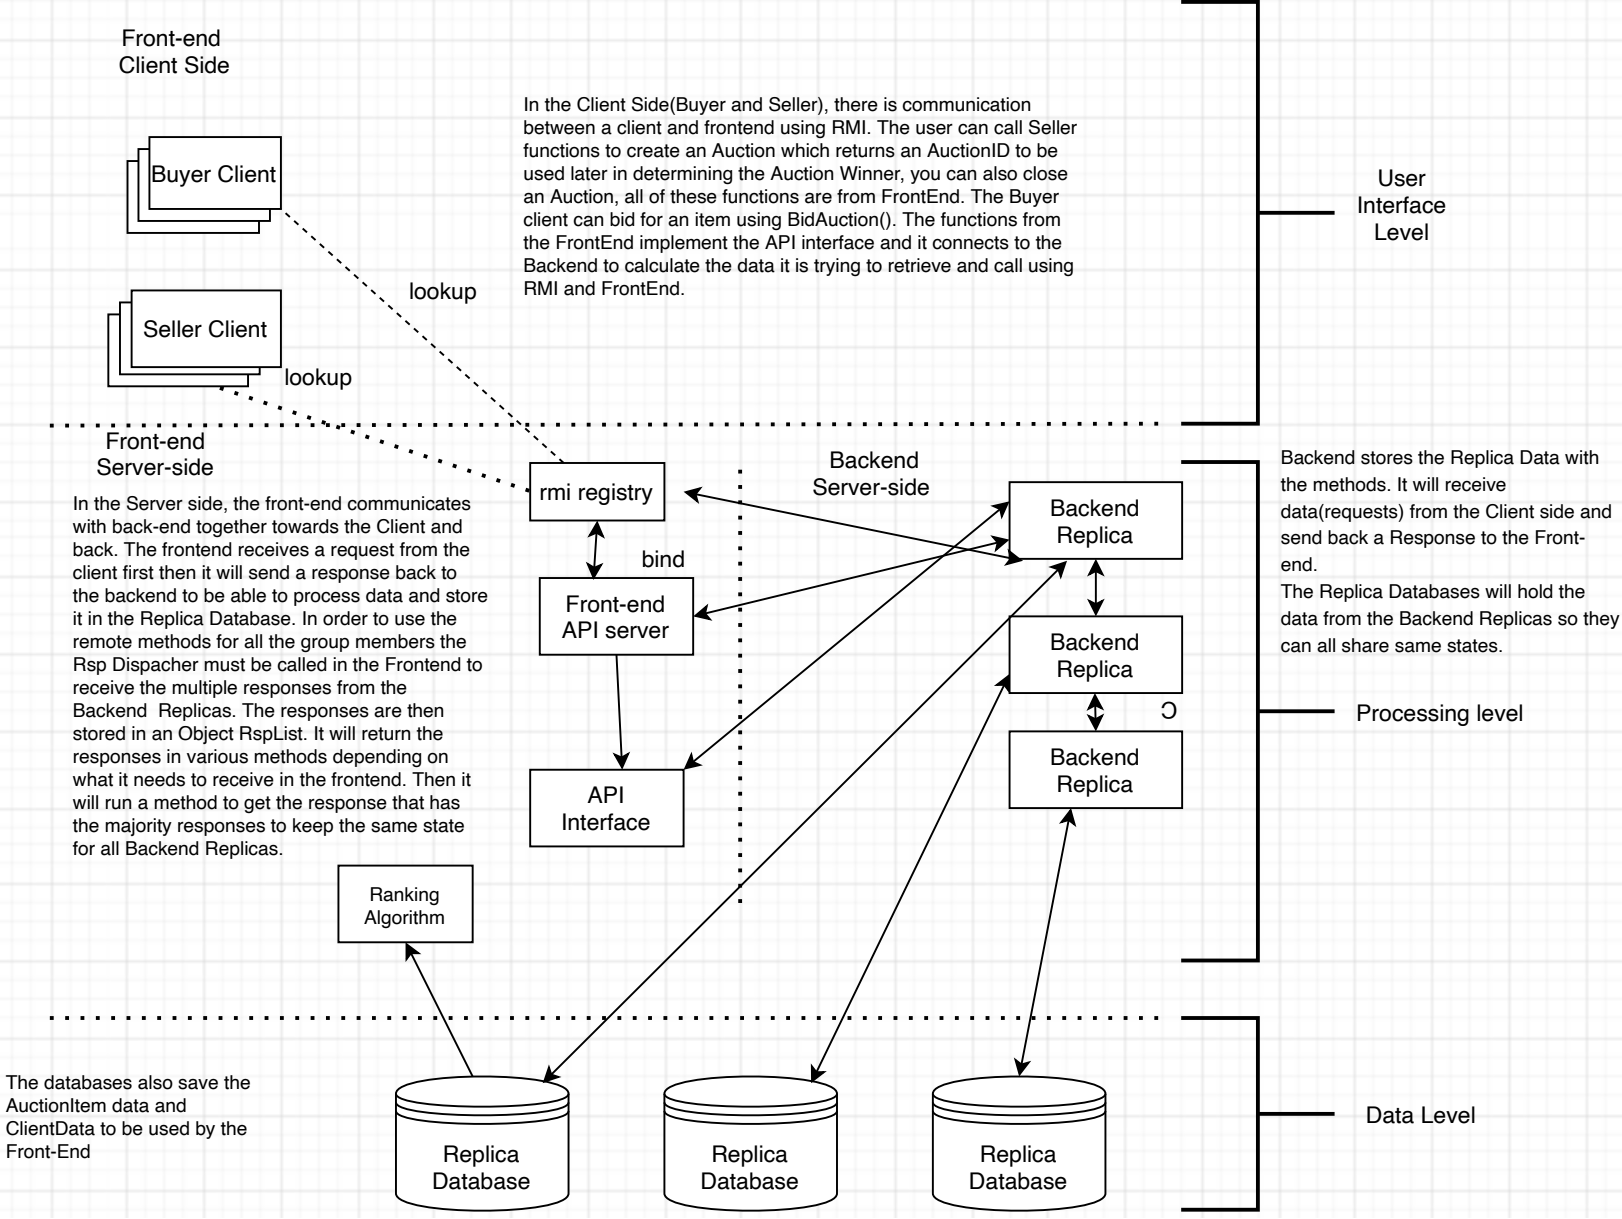 Front-end
Client Side
Buyer Client
Seller Client
lookup
lookup
In the Client Side(Buyer and Seller), there is communication
between a client and frontend using RMI. The user can call Seller
functions to create an Auction which returns an AuctionID to be
used later in determining the Auction Winner, you can also close
an Auction, all of these functions are from FrontEnd. The Buyer
client can bid for an item using BidAuction(). The functions from
the FrontEnd implement the API interface and it connects to the
Backend to calculate the data it is trying to retrieve and call using
RMI and FrontEnd.
User
Interface
Level
Front-end
Server-side
In the Server side, the front-end communicates
with back-end together towards the Client and
back. The frontend receives a request from the
client first then it will send a response back to
the backend to be able to process data and store
it in the Replica Database. In order to use the
remote methods for all the group members the
Rsp Dispacher must be called in the Frontend to
receive the multiple responses from the
Backend  Replicas. The responses are then
stored in an Object RspList. It will return the
responses in various methods depending on
what it needs to receive in the frontend. Then it
will run a method to get the response that has
the majority responses to keep the same state
for all Backend Replicas.
rmi registry
bind
Front-end
API server
API
Interface
Ranking
Algorithm
Backend
Server-side
Backend
Replica
Backend
Replica
Ɔ
Backend
Replica
Backend stores the Replica Data with
the methods. It will receive
data(requests) from the Client side and
send back a Response to the Front-
end.
The Replica Databases will hold the
data from the Backend Replicas so they
can all share same states.
Processing level
The databases also save the
AuctionItem data and
ClientData to be used by the
Front-End
Replica
Database
Replica
Database
Replica
Database
Data Level